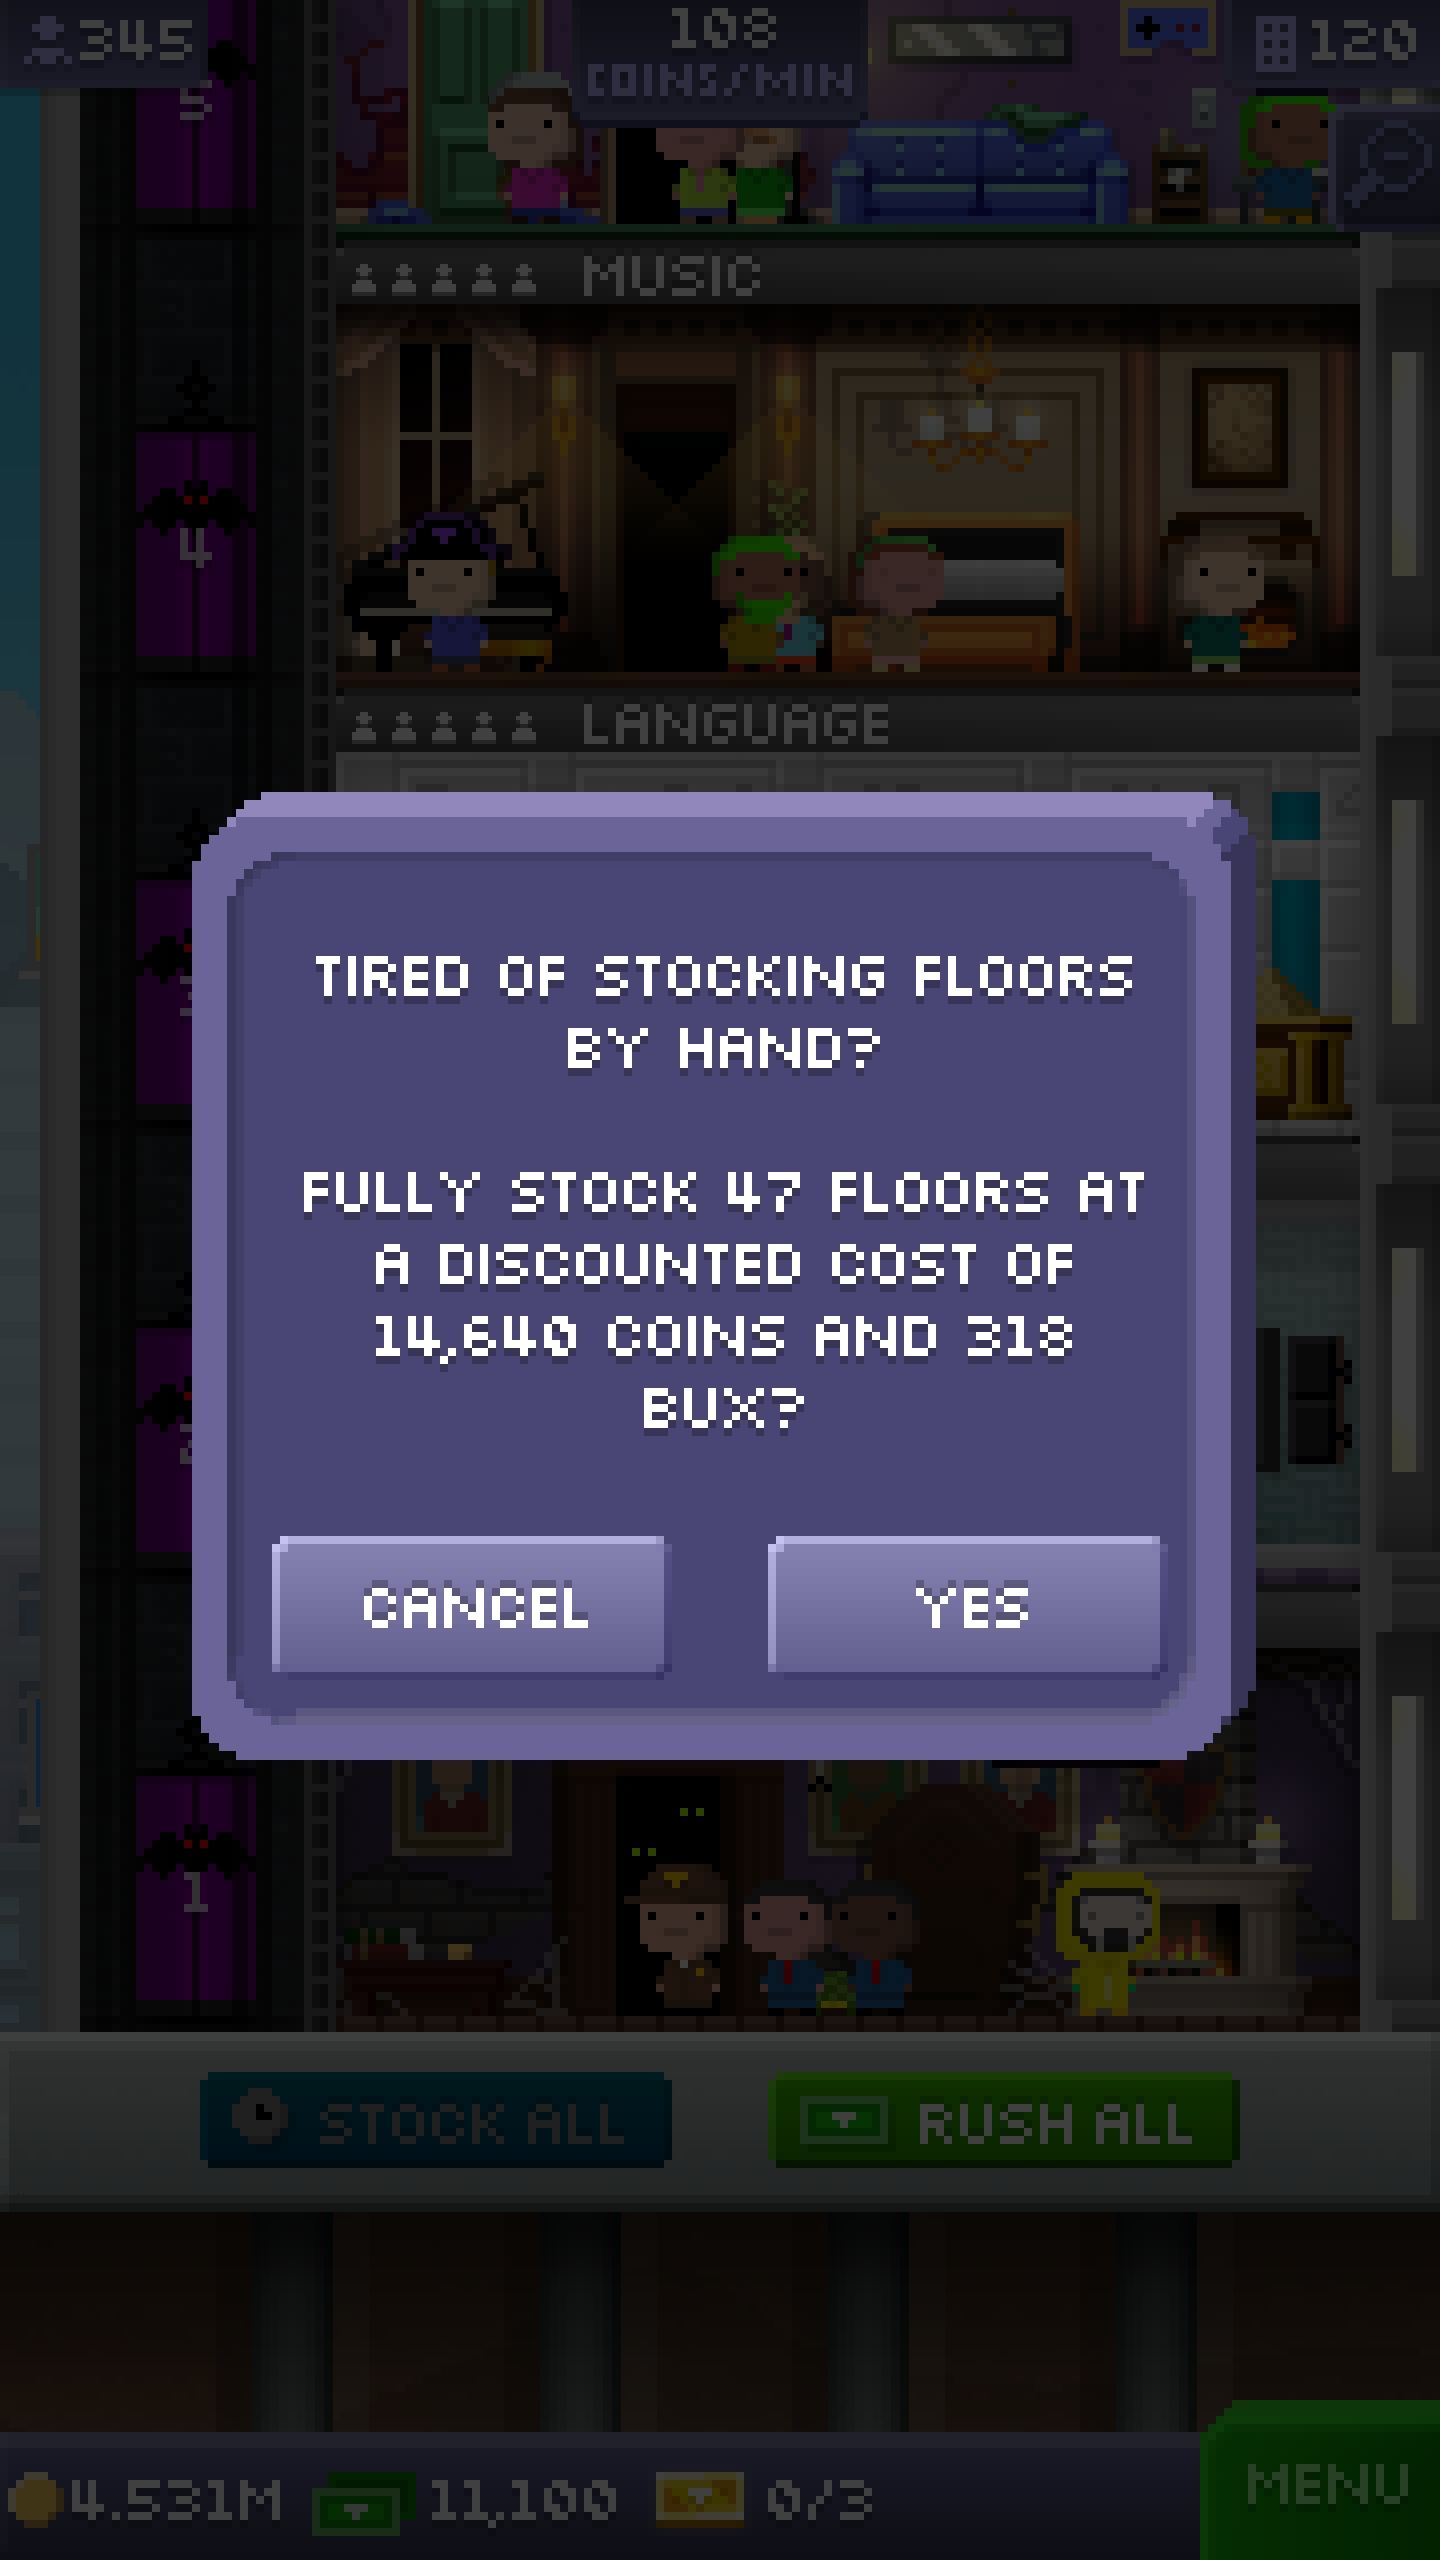 345
108
COINS/MIN
120
5
MUSIC
4
LANGUAGE
TIRED OF STOCKING FLOORS
BY HAND?
FULLY STOCK 47 FLOORS AT
A DISCOUNTED COST OF
14,640 COINS AND 318
BUX?
CANCEL
YES
1
STOCK ALL
RUSH ALL
4.531M
11,100
0/3
MENU